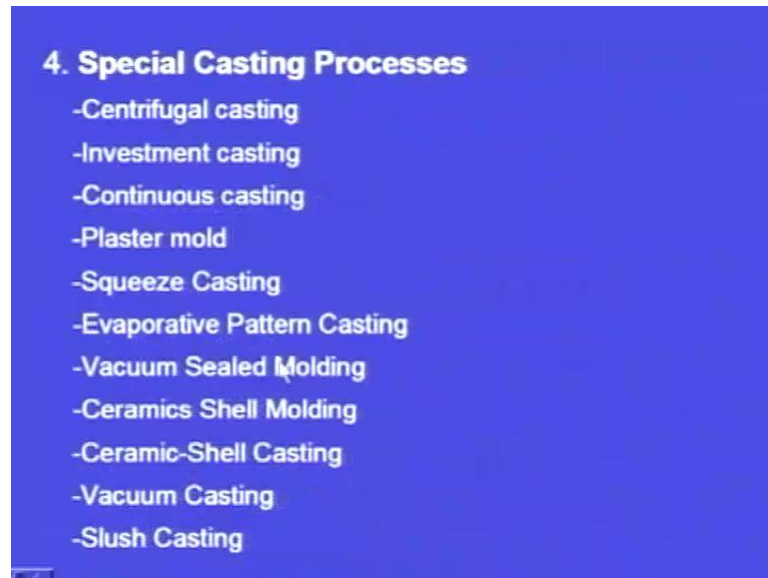 4. Special Casting Processes
-Centrifugal casting
-Investment casting
-Continuous casting
-Plaster mold
-Squeeze Casting
-Evaporative Pattern Casting
-Vacuum Sealed Molding
-Ceramics Shell Molding
-Ceramic-Shell Casting
-Vacuum Casting
-Slush Casting